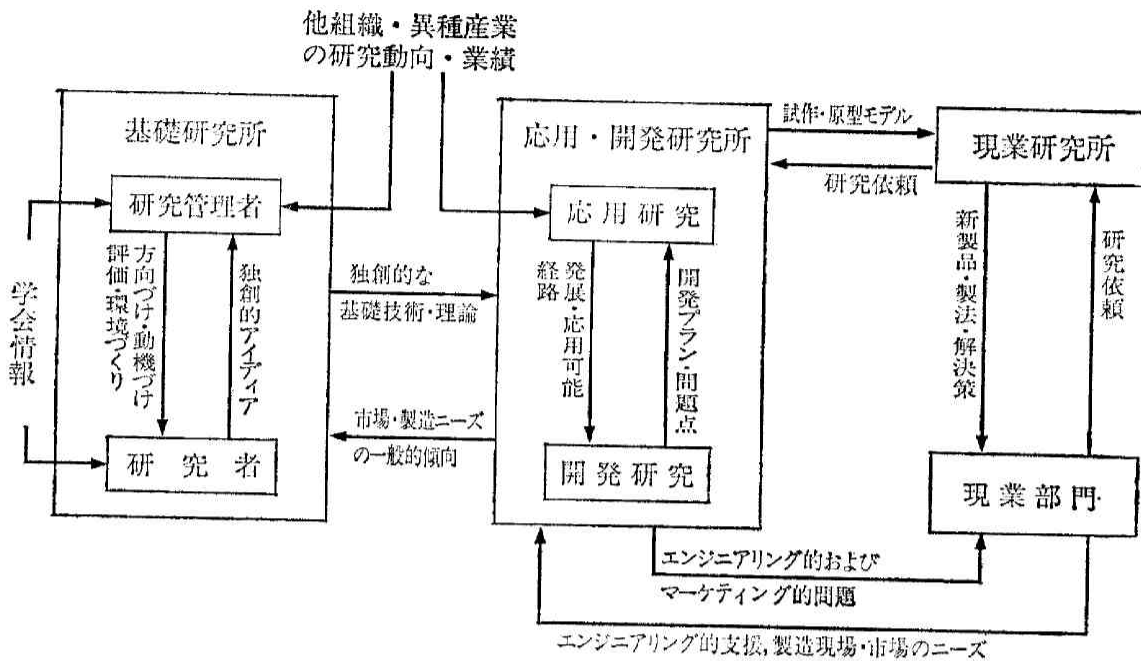 他組織・異種産業
の研究動向・業績
基礎研究所
研究管理者
方向づけ・動機づけ
評価・環境づくり
独創的アイディア
研究者
学会情報
独創的な
基礎技術・理論
市場・製造ニーズ
の一般的傾向
応用・開発研究所
応用研究
発展・応用可能
経路
開発プラン・問題点
開発研究
試作・原型モデル
研究依頼
現業研究所
新製品・製法・解決策
研究依頼
現業部門
エンジニアリング的および
マーケティング的問題
エンジニアリング的支援,製造現場・市場のニーズ